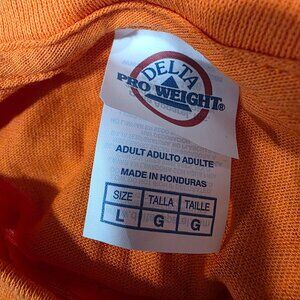 DELTA
PRO WEIGHT®
ADULT ADULTO ADULTE
MADE IN HONDURAS
SIZE TALLA TAILLE
L G G